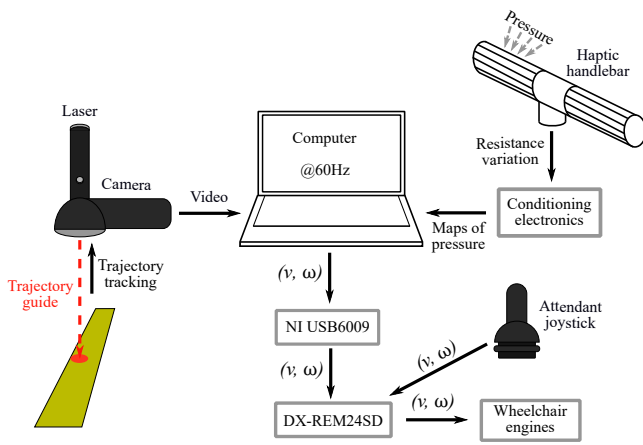 Pressure
Haptic
handlebar
Laser
Computer
@60Hz
Resistance
variation
Camera
Video
Conditioning
electronics
Maps of
pressure
Trajectory
tracking
Trajectory
guide
(v, ω)
NI USB6009
Attendant
joystick
(v, ω)
(v, ω)
DX-REM24SD
(v, ω)
Wheelchair
engines